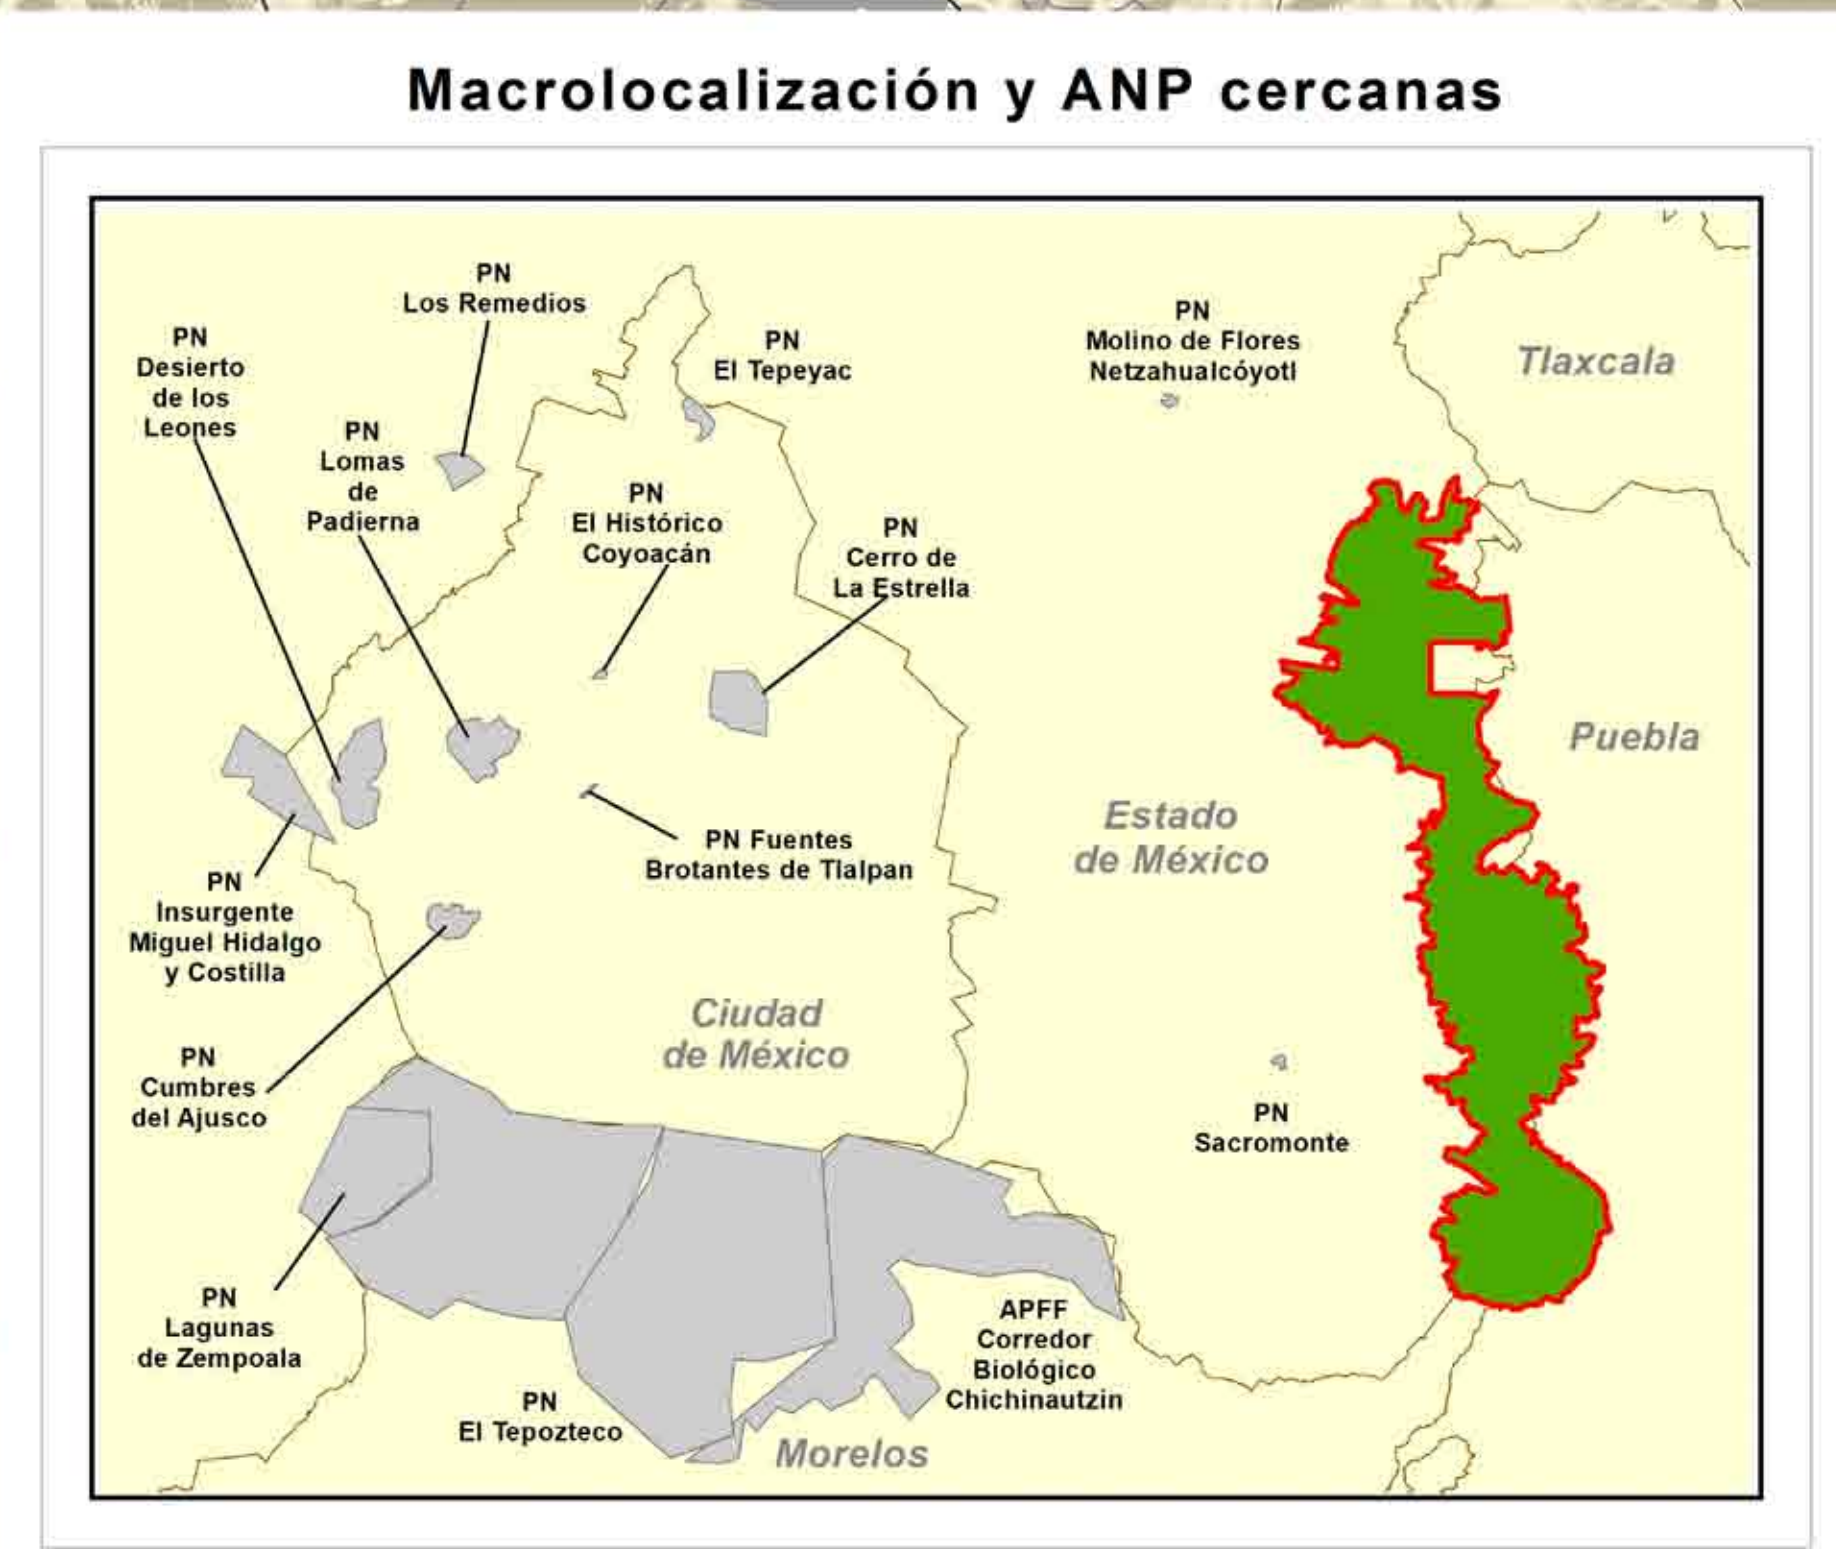 Macrolocalización y ANP cercanas
PN
Los Remedios
PN
Desierto
de los
Leones
PN
Lomas
de
Padierna
PN
El Tepeyac
PN
Molino de Flores
Netzahualcóyotl
Tlaxcala
PN
El Histórico
Coyoacán
PN
Cerro de
La Estrella
Puebla
Estado
de México
PN Fuentes
Brotantes de Tlalpan
PN
Insurgente
Miguel Hidalgo
y Costilla
Ciudad
de México
PN
Cumbres
del Ajusco
PN
Sacromonte
PN
Lagunas
de Zempoala
APFF
Corredor
Biológico
Chichinautzin
PN
El Tepozteco
Morelos